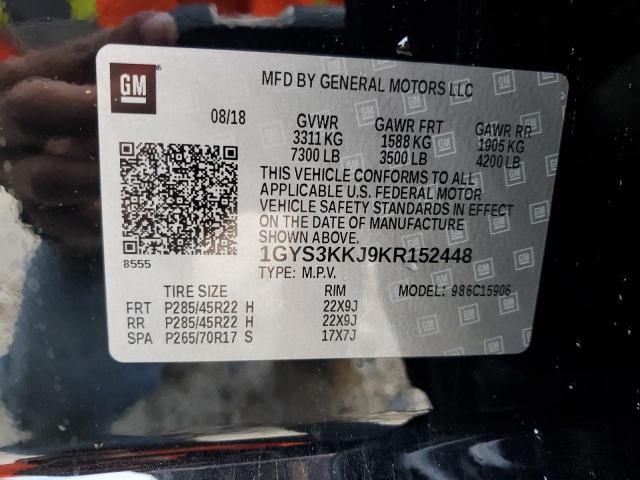 GM
MFD BY GENERAL MOTORS LLC
08/18 GVWR GAWR FRT GAWR RR
3311 KG 1588 KG 1905 KG
7300 LB 3500 LB 4200 LB
THIS VEHICLE CONFORMS TO ALL
APPLICABLE U.S. FEDERAL MOTOR
VEHICLE SAFETY STANDARDS IN EFFECT
ON THE DATE OF MANUFACTURE
SHOWN ABOVE.
8555
1GYS3KKJ9KR152448
TYPE: M.P.V. MODEL: 986C15906
TIRE SIZE RIM
FRT P285/45R22 H 22X9J
RR P285/45R22 H 22X9J
SPA P265/70R17 S 17X7J